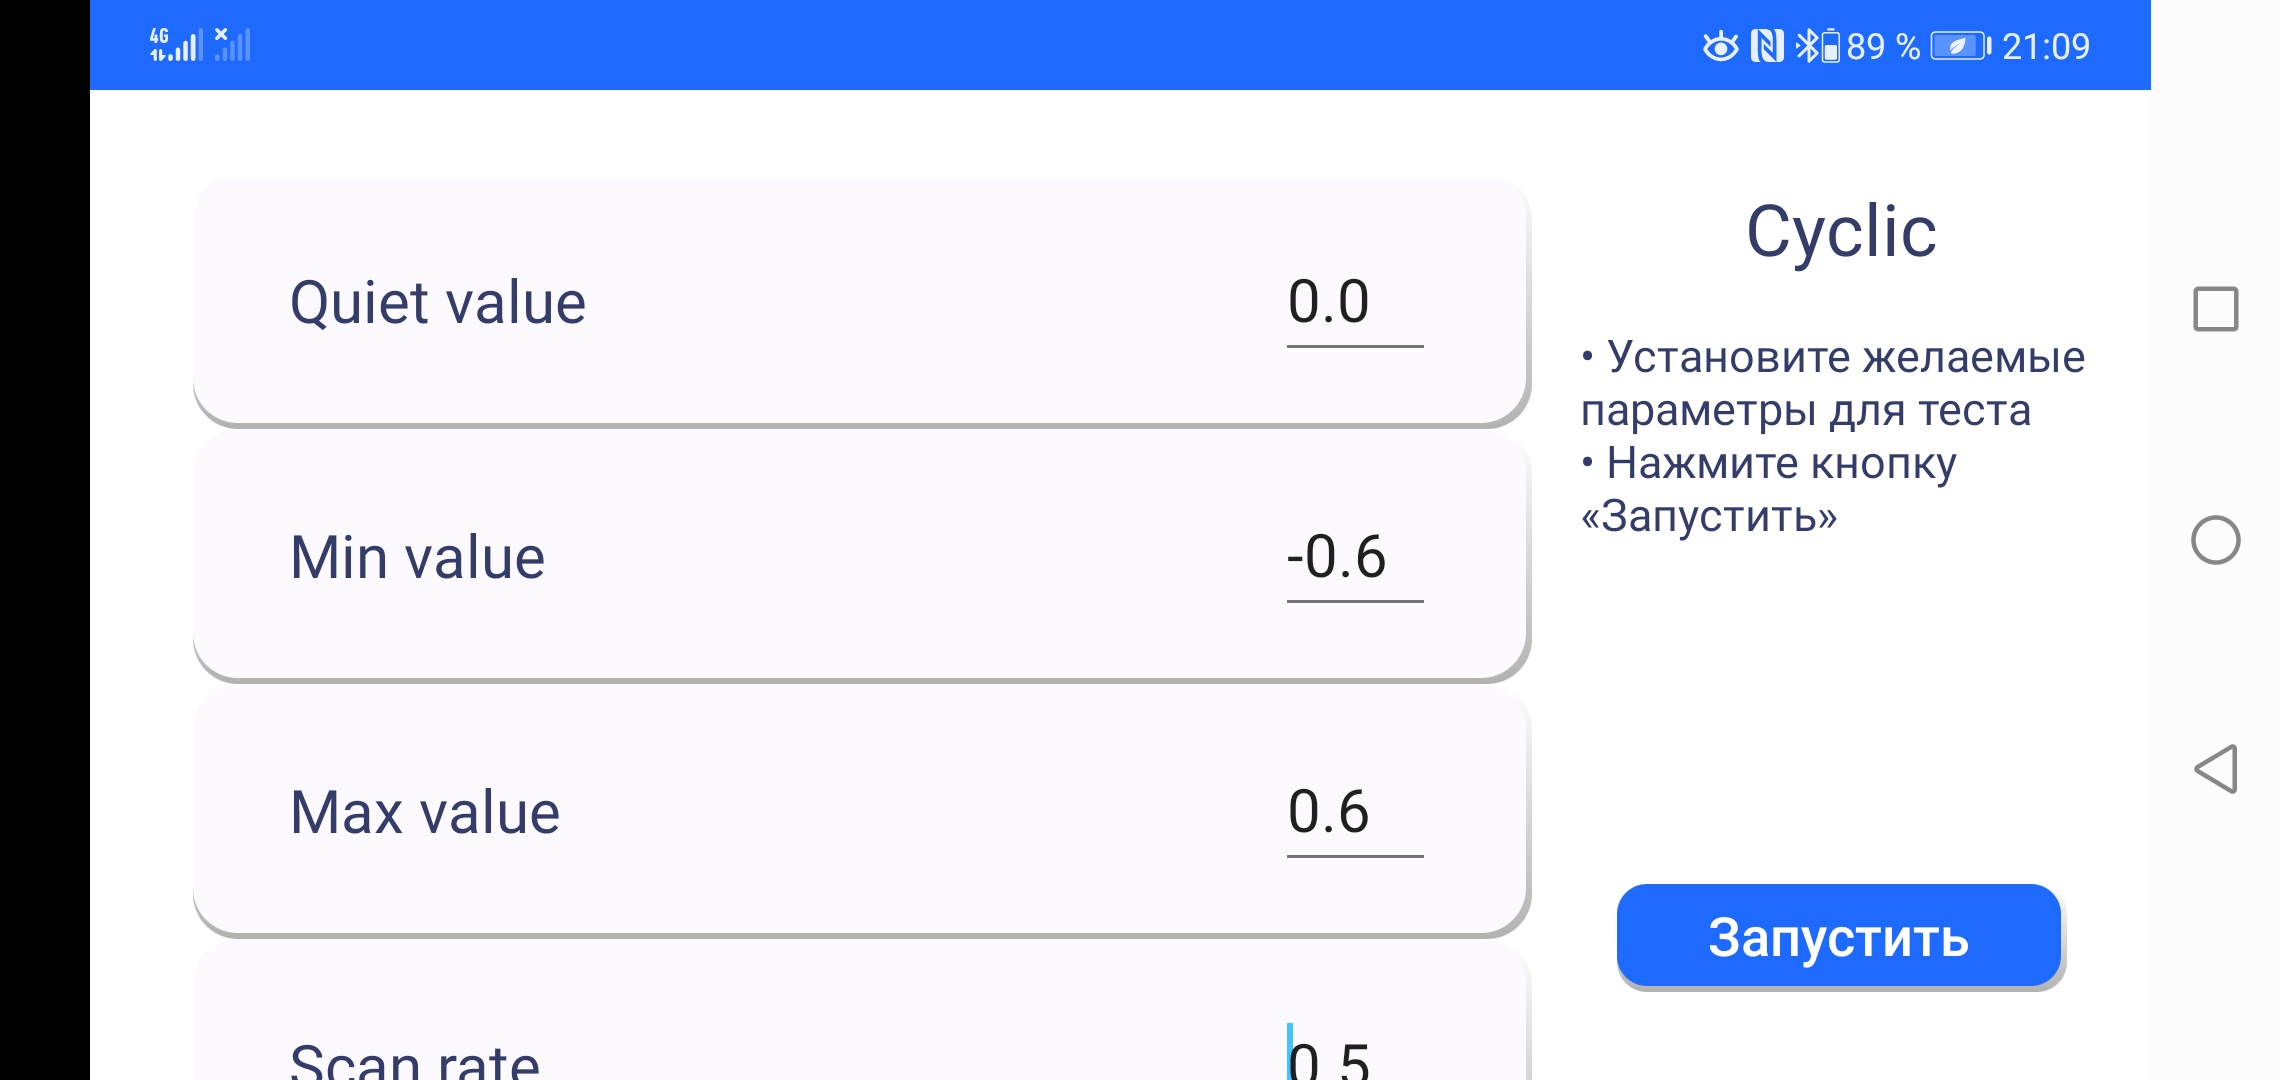 4G
89 %
21:09
Quiet value
0.0
Min value
-0.6
Max value
0.6
Scan rate
0.5
Cyclic
• Установите желаемые
параметры для теста
• Нажмите кнопку
«Запустить»
Запустить